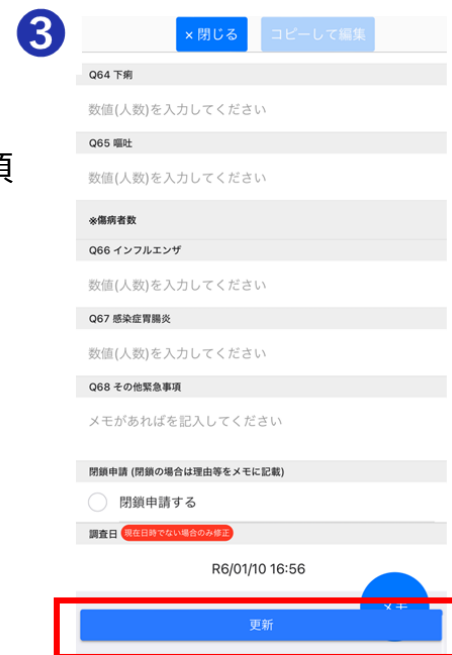 3
× 閉じる
コピーして編集
Q64 下痢
数値(人数)を入力してください
Q65 嘔吐
数値(人数)を入力してください
項
※傷病者数
Q66 インフルエンザ
数値(人数)を入力してください
Q67 感染症胃腸炎
数値(人数)を入力してください
Q68 その他緊急事項
メモがあればを記入してください
閉鎖申請 (閉鎖の場合は理由等をメモに記載)
閉鎖申請する
調査日 現在日時でない場合のみ修正
R6/01/10 16:56
メモ
更新